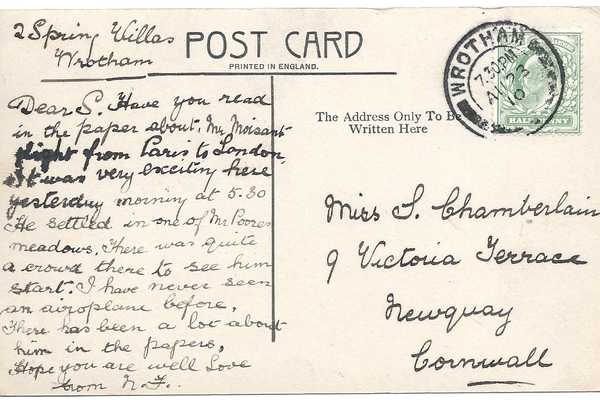 2 Spring Villas
Wrotham
POST CARD
PRINTED IN ENGLAND.
Dear S. Have you read
in the paper about. Mr Moisant
flight from Paris to London.
It was very exciting here
yesterday morning at 5.30
He settled in one of Mr Poores
meadows. There was quite
a crowd there to see him
start. I have never seen
an airoplane before.
There has been a lot about
him in the papers.
Hope you are well Love
from N.F..
The Address Only To Be
Written Here
WROTHAM
7.30PM
AU 23
10
HALFPENNY
Miss S. Chamberlain
9 Victoria Terrace
Newquay
Cornwall